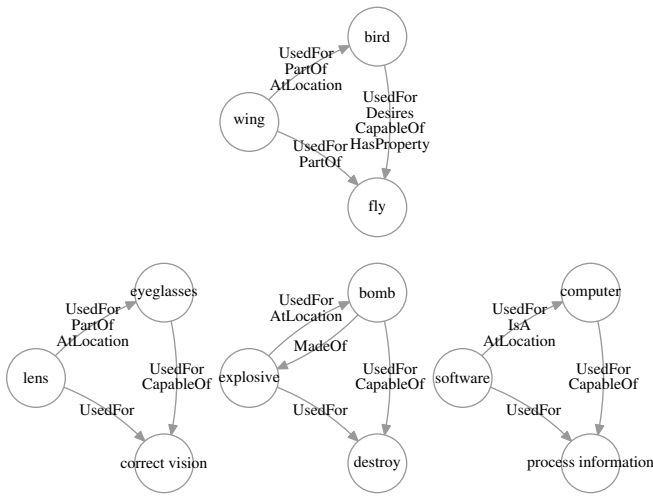 bird
UsedFor
PartOf
AtLocation
wing
UsedFor
Desires
CapableOf
HasProperty
UsedFor
PartOf
fly
eyeglasses
UsedFor
PartOf
AtLocation
lens
UsedFor
CapableOf
UsedFor
correct vision
bomb
UsedFor
AtLocation
MadeOf
explosive
UsedFor
CapableOf
UsedFor
destroy
computer
UsedFor
IsA
AtLocation
software
UsedFor
CapableOf
UsedFor
process information